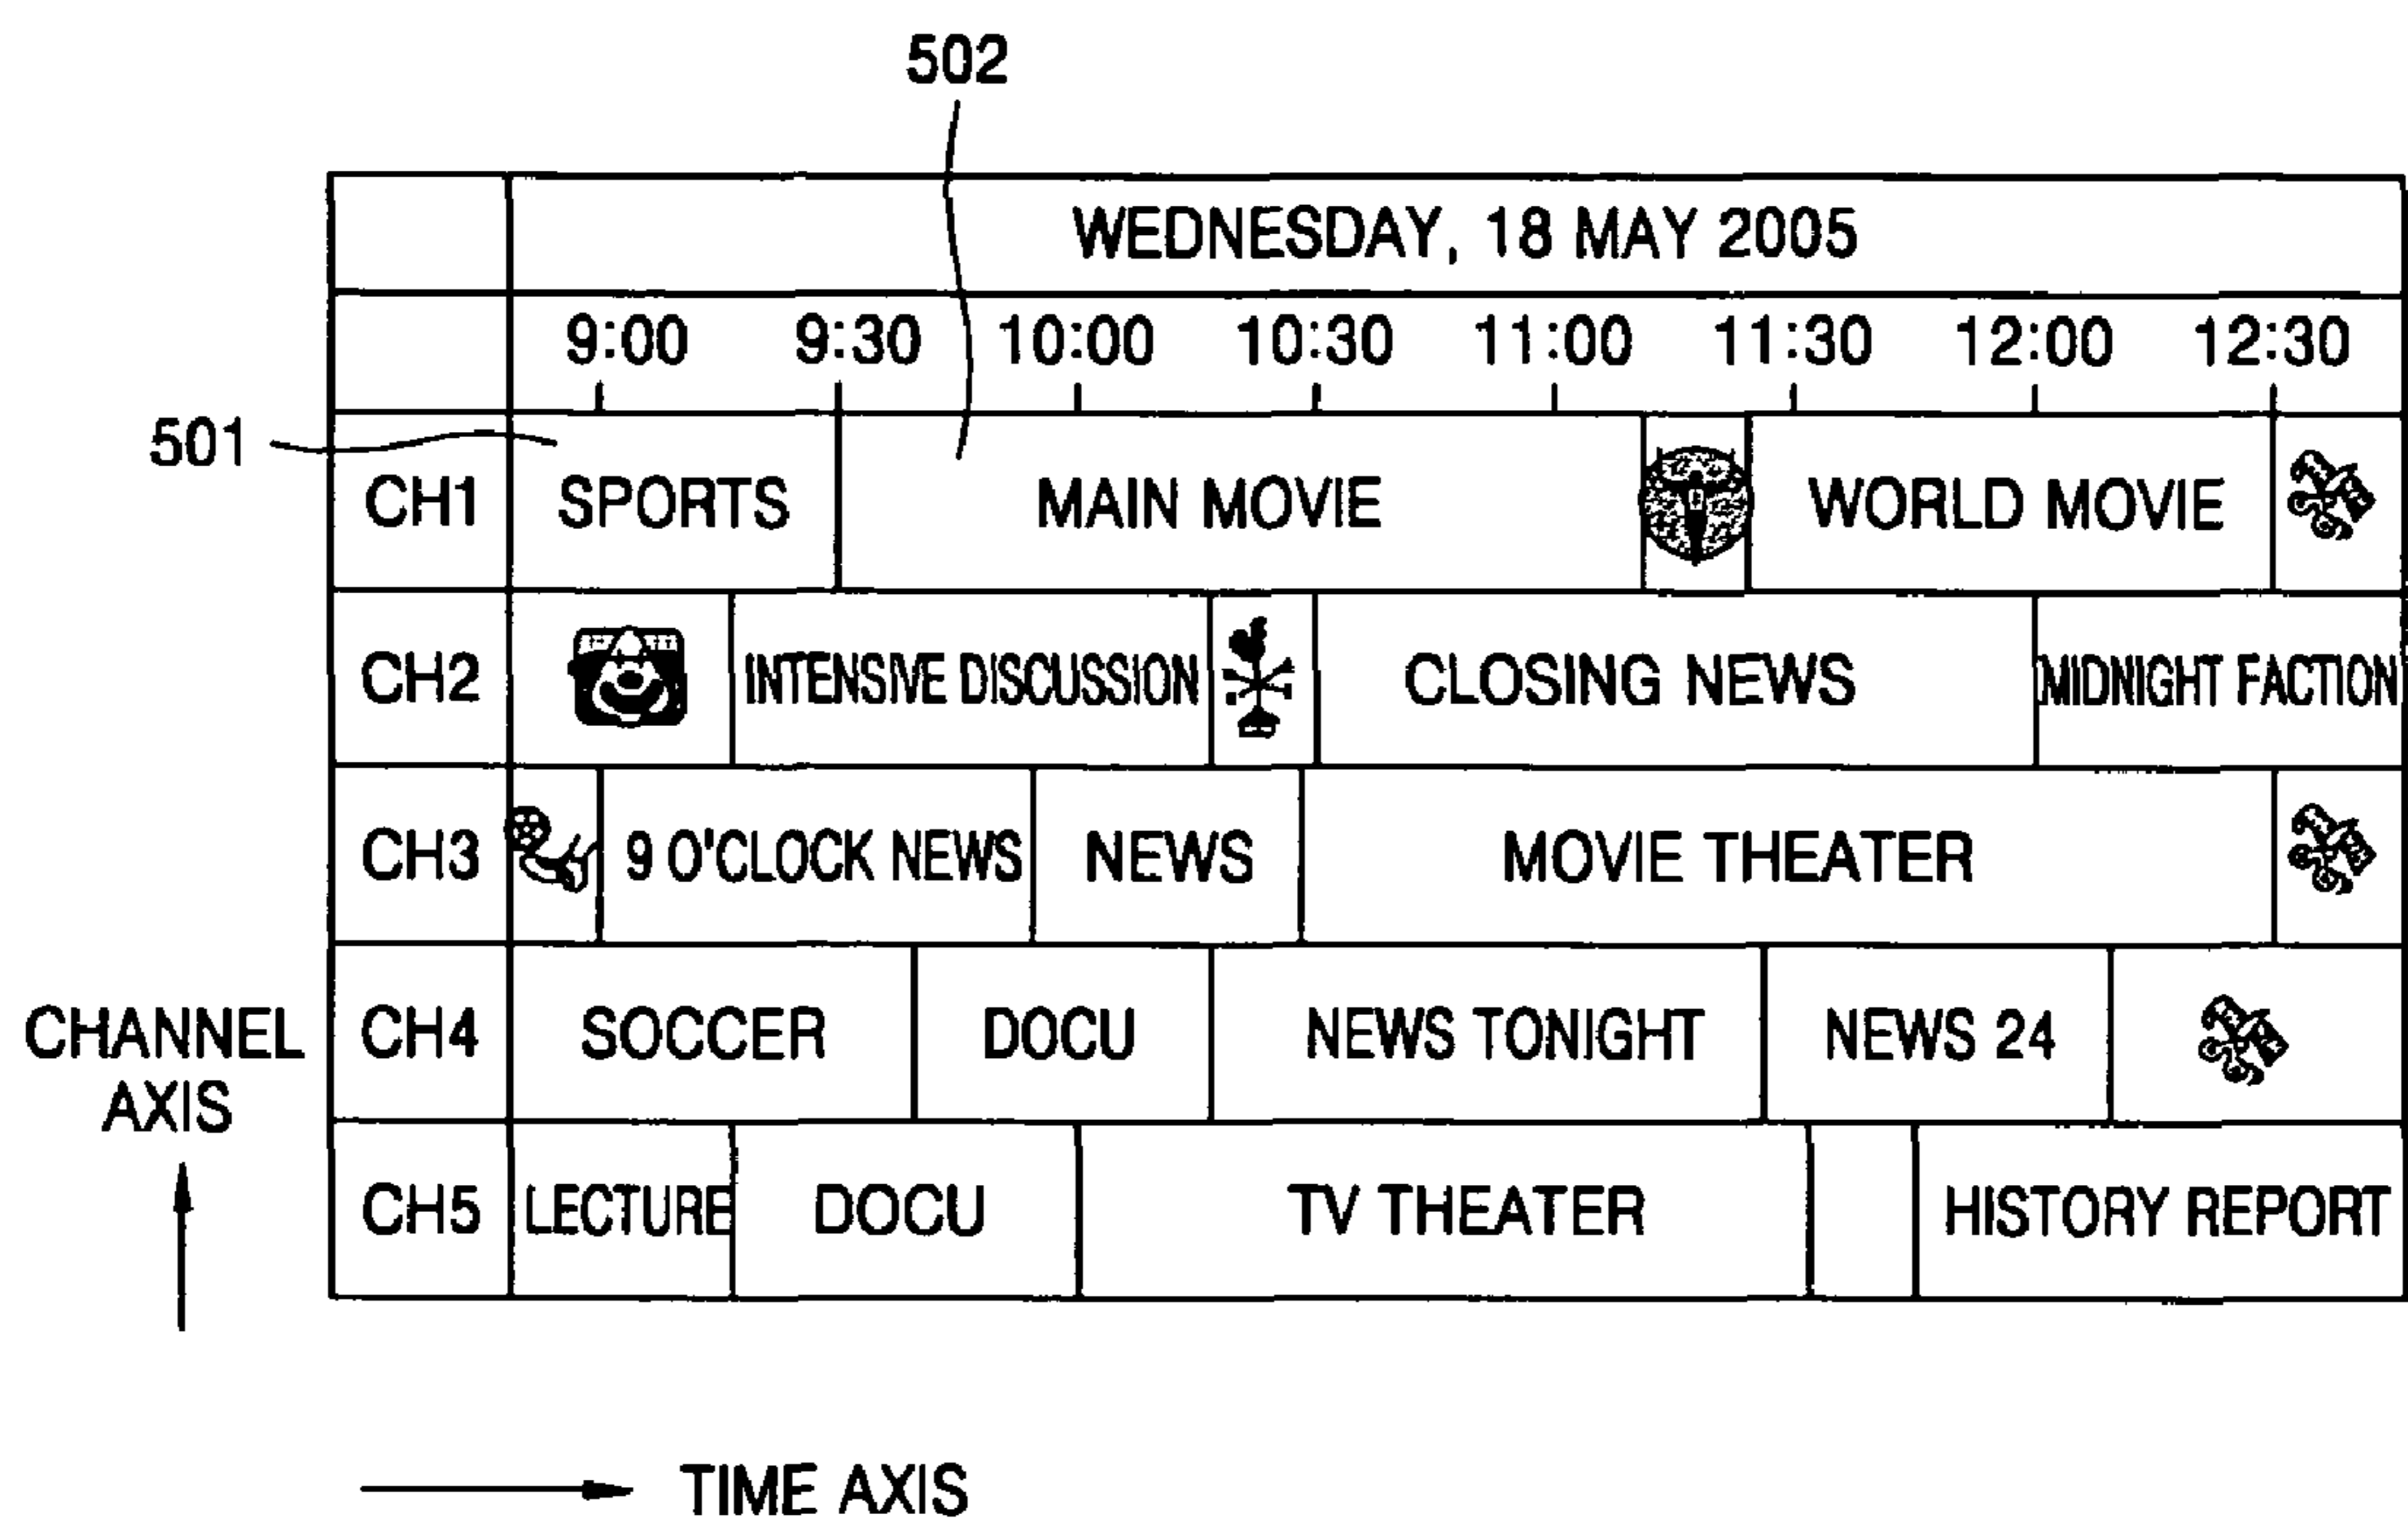 502
WEDNESDAY, 18 MAY 2005
9:00 9:30 10:00 10:30 11:00 11:30 12:00 12:30
501
CH1 SPORTS MAIN MOVIE WORLD MOVIE
CH2 INTENSIVE DISCUSSION CLOSING NEWS MIDNIGHT FACTION
CH3 9 O'CLOCK NEWS NEWS MOVIE THEATER
CH4 SOCCER DOCU NEWS TONIGHT NEWS 24
CH5 LECTURE DOCU TV THEATER HISTORY REPORT
CHANNEL
AXIS
TIME AXIS